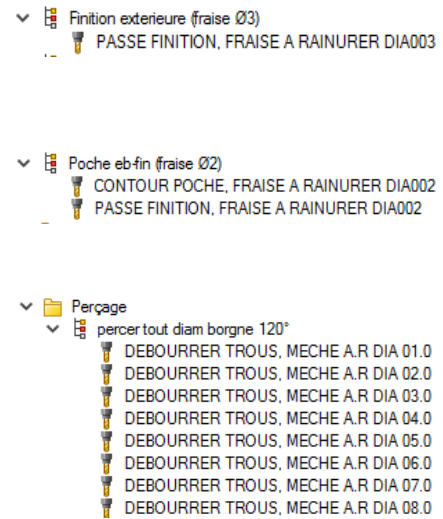 Finition exterieure (fraise Ø3)
PASSE FINITION, FRAISE A RAINURER DIA003
Poche eb-fin (fraise Ø2)
CONTOUR POCHE, FRAISE A RAINURER DIA002
PASSE FINITION, FRAISE A RAINURER DIA002
Perçage
percer tout diam borgne 120°
DEBOURRER TROUS, MECHE A.R DIA 01.0
DEBOURRER TROUS, MECHE A.R DIA 02.0
DEBOURRER TROUS, MECHE A.R DIA 03.0
DEBOURRER TROUS, MECHE A.R DIA 04.0
DEBOURRER TROUS, MECHE A.R DIA 05.0
DEBOURRER TROUS, MECHE A.R DIA 06.0
DEBOURRER TROUS, MECHE A.R DIA 07.0
DEBOURRER TROUS, MECHE A.R DIA 08.0